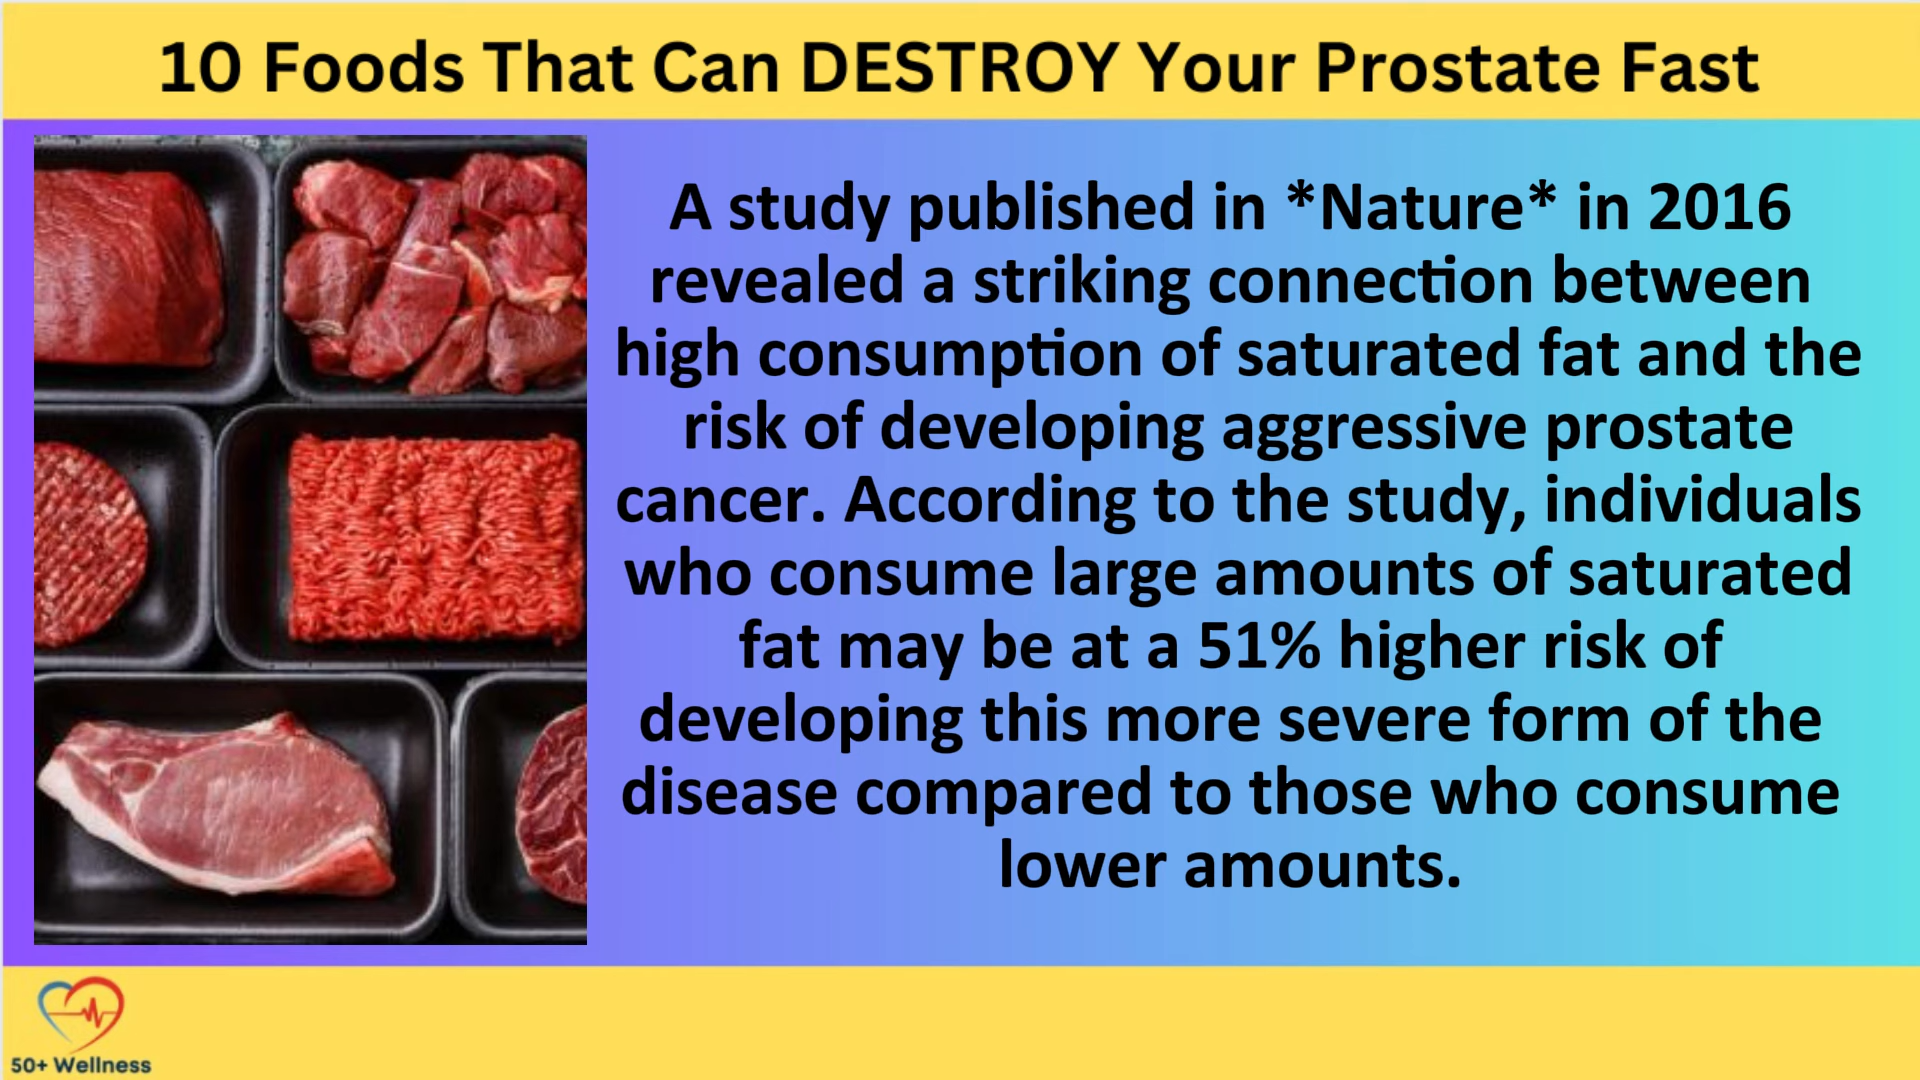 10 Foods That Can DESTROY Your Prostate Fast
A study published in *Nature* in 2016
revealed a striking connection between
high consumption of saturated fat and the
risk of developing aggressive prostate
cancer. According to the study, individuals
who consume large amounts of saturated
fat may be at a 51% higher risk of
developing this more severe form of the
disease compared to those who consume
lower amounts.
50+ Wellness